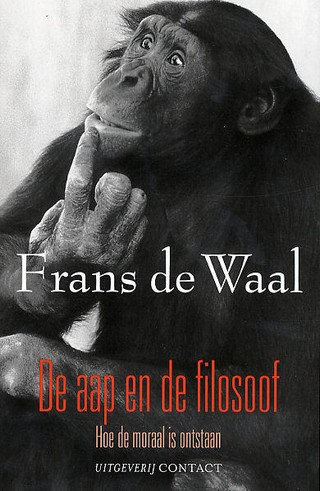 Frans de Waal
De aap en de filosoof
Hoe de moraal is ontstaan
UITGEVERIJ CONTACT